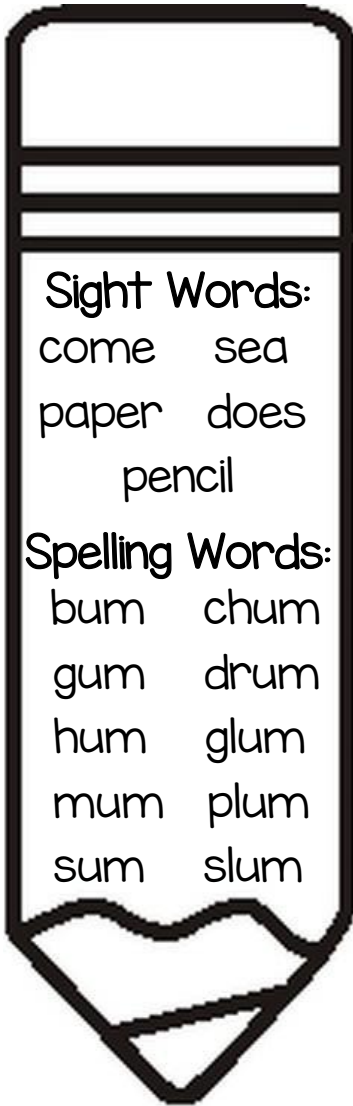 Sight Words:
come sea
paper does
pencil
Spelling Words:
bum chum
gum drum
hum glum
mum plum
sum slum